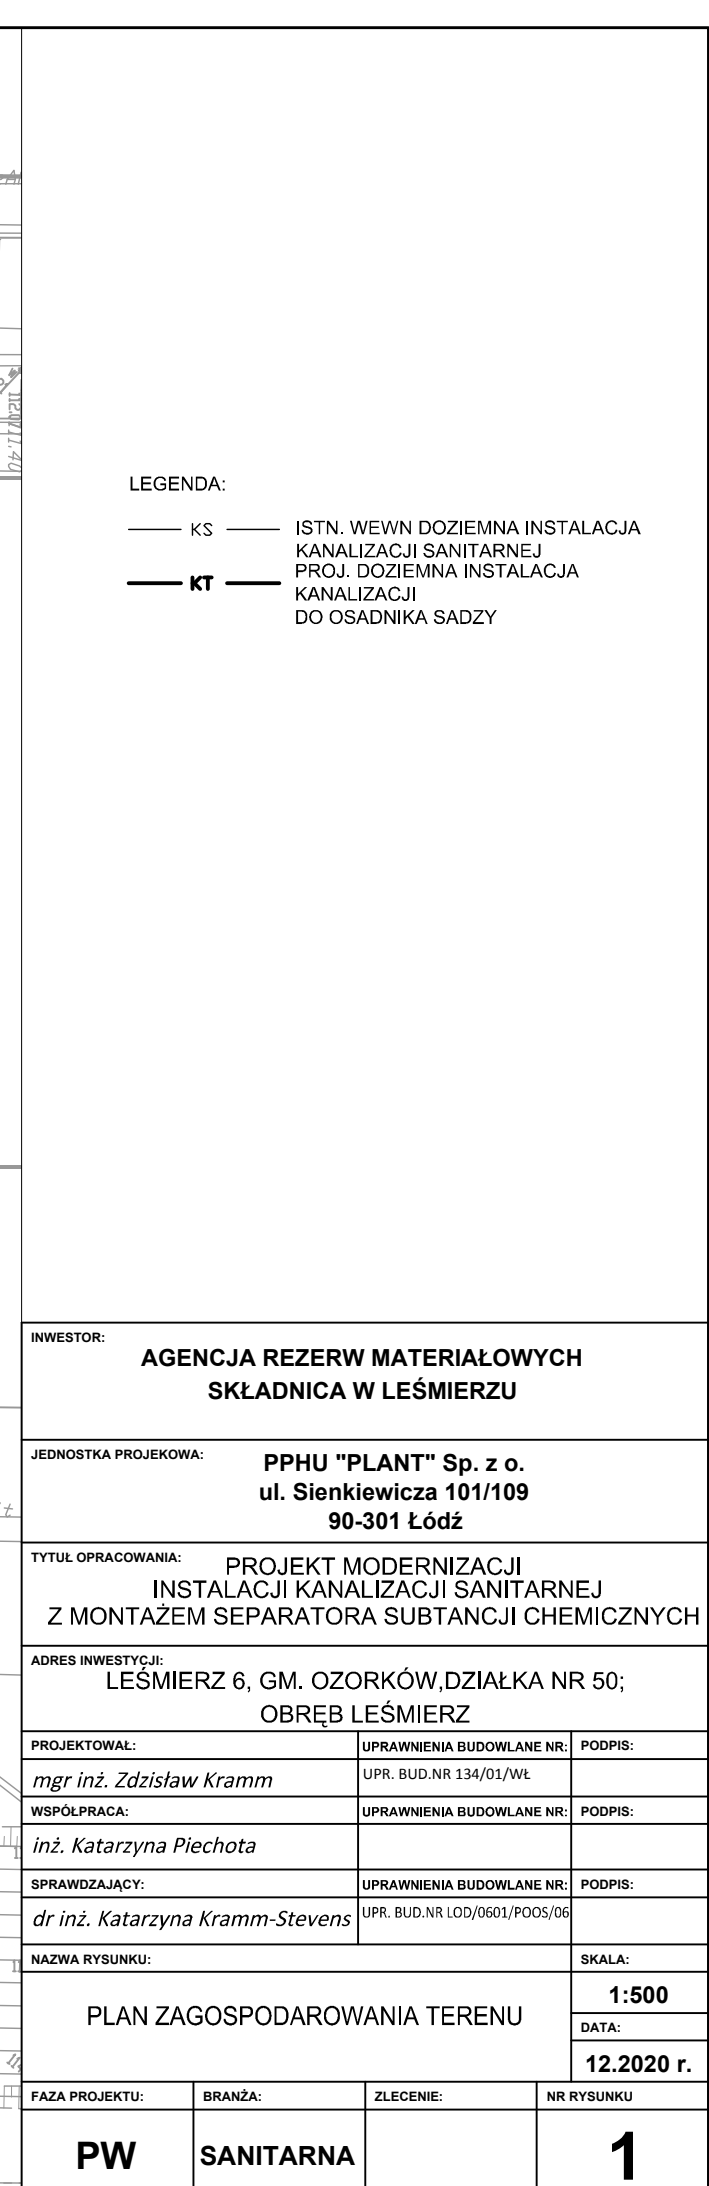 LEGENDA:
KS ISTN. WEWN DOZIEMNA INSTALACJA
KANALIZACJI SANITARNEJ
KT PROJ. DOZIEMNA INSTALACJA
KANALIZACJI
DO OSADNIKA SADZY
INWESTOR:
AGENCJA REZERW MATERIAŁOWYCH
SKŁADNICA W LEŚMIERZU
JEDNOSTKA PROJEKOWA:
PPHU "PLANT" Sp. z o.
ul. Sienkiewicza 101/109
90-301 Łódź
TYTUŁ OPRACOWANIA:
PROJEKT MODERNIZACJI
INSTALACJI KANALIZACJI SANITARNEJ
Z MONTAŻEM SEPARATORA SUBTANCJI CHEMICZNYCH
ADRES INWESTYCJI:
LEŚMIERZ 6, GM. OZORKÓW,DZIAŁKA NR 50;
OBRĘB LEŚMIERZ
PROJEKTOWAŁ: UPRAWNIENIA BUDOWLANE NR: PODPIS:
mgr inż. Zdzisław Kramm UPR. BUD.NR 134/01/WŁ
WSPÓŁPRACA: UPRAWNIENIA BUDOWLANE NR: PODPIS:
inż. Katarzyna Piechota
SPRAWDZAJĄCY: UPRAWNIENIA BUDOWLANE NR: PODPIS:
dr inż. Katarzyna Kramm-Stevens UPR. BUD.NR LOD/0601/POOS/06
NAZWA RYSUNKU: SKALA:
PLAN ZAGOSPODAROWANIA TERENU 1:500
DATA:
12.2020 r.
FAZA PROJEKTU: BRANŻA: ZLECENIE: NR RYSUNKU
PW SANITARNA 1